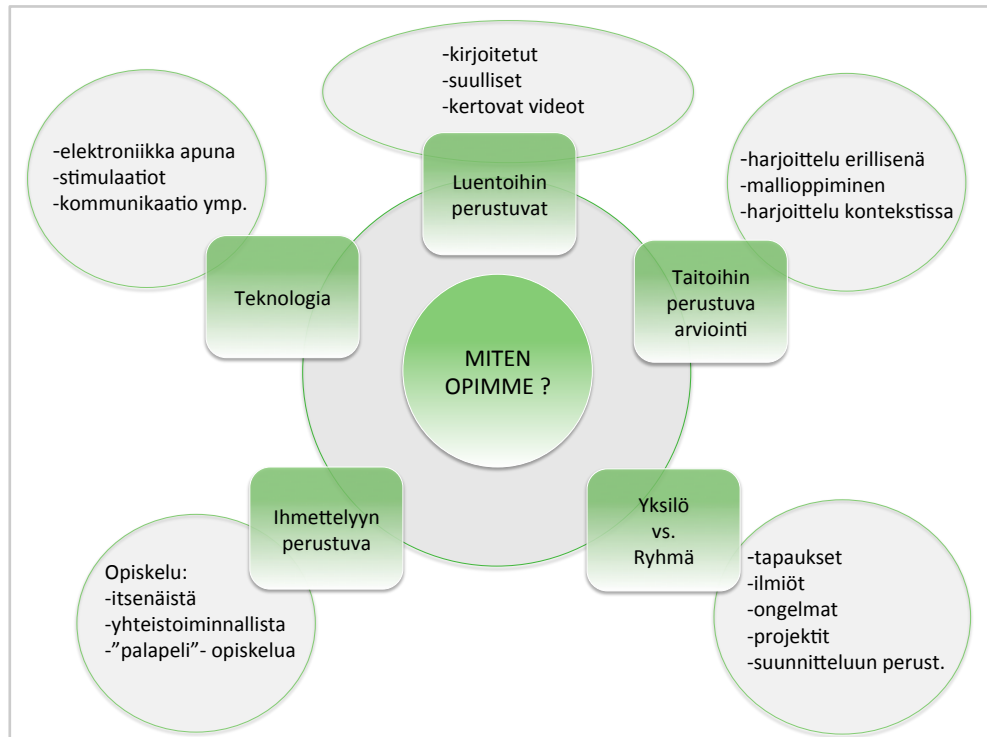 -kirjoitetut
-suulliset
-kertovat videot
Luentoihin
perustuvat
-elektroniikka apuna
-stimulaatiot
-kommunikaatio ymp.
Teknologia
-harjoittelu erillisenä
-mallioppiminen
-harjoittelu kontekstissa
Taitoihin
perustuva
arviointi
MITEN
OPIMME ?
Ihmettelyyn
perustuva
Opiskelu:
-itsenäistä
-yhteistoiminnallista
-”palapeli”- opiskelua
Yksilö
vs.
Ryhmä
-tapaukset
-ilmiöt
-ongelmat
-projektit
-suunnitteluun perust.